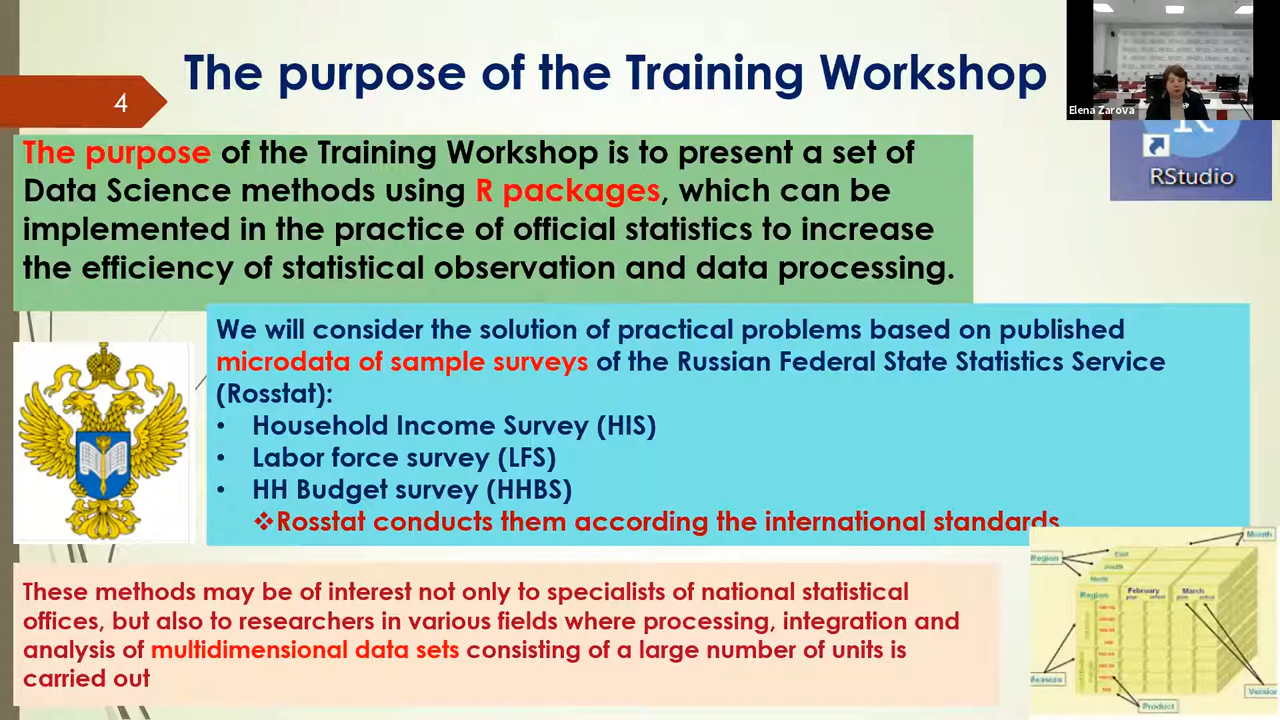 The purpose of the Training Workshop
4
Elena Zarova
RStudio
The purpose of the Training Workshop is to present a set of
Data Science methods using R packages, which can be
implemented in the practice of official statistics to increase
the efficiency of statistical observation and data processing.
We will consider the solution of practical problems based on published
microdata of sample surveys of the Russian Federal State Statistics Service
(Rosstat):
• Household Income Survey (HIS)
• Labor force survey (LFS)
• HH Budget survey (HHBS)
❖Rosstat conducts them according the international standards
These methods may be of interest not only to specialists of national statistical
offices, but also to researchers in various fields where processing, integration and
analysis of multidimensional data sets consisting of a large number of units is
carried out
Month
Region
East
South
North
Region
February
March
Measure
Version
Product